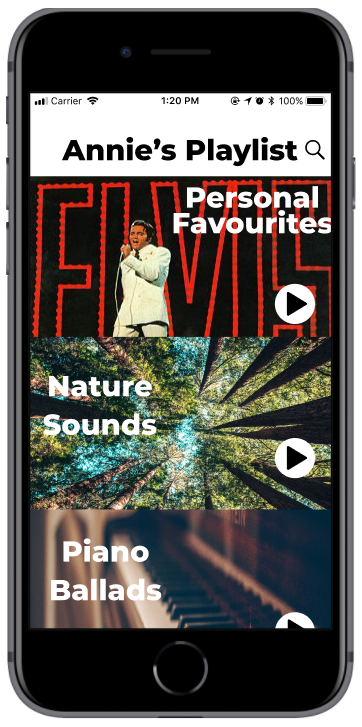 Carrier 1:20 PM 100%
Annie's Playlist
ELVIS
Personal
Favourites
Nature
Sounds
Piano
Ballads